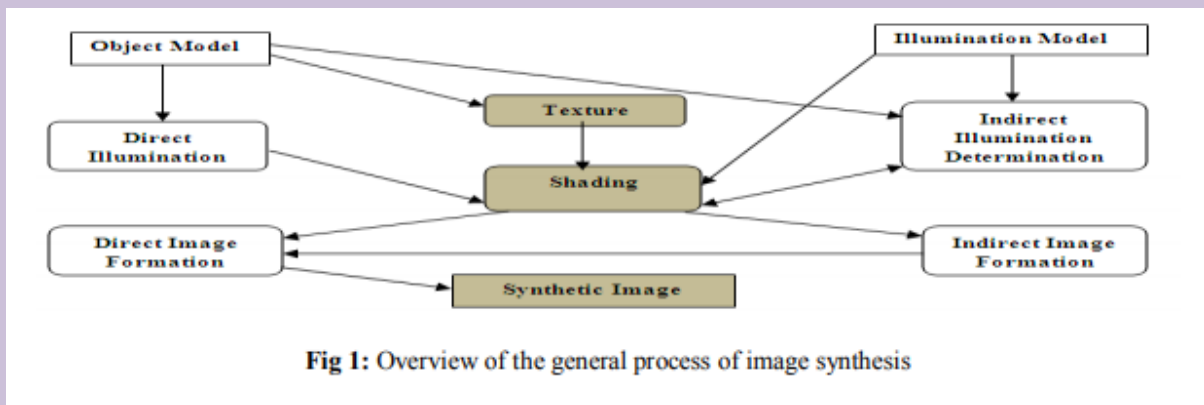 Object Model
Illumination Model
Texture
Direct
Illumination
Indirect
Illumination
Determination
Shading
Direct Image
Formation
Indirect Image
Formation
Synthetic Image
Fig 1: Overview of the general process of image synthesis